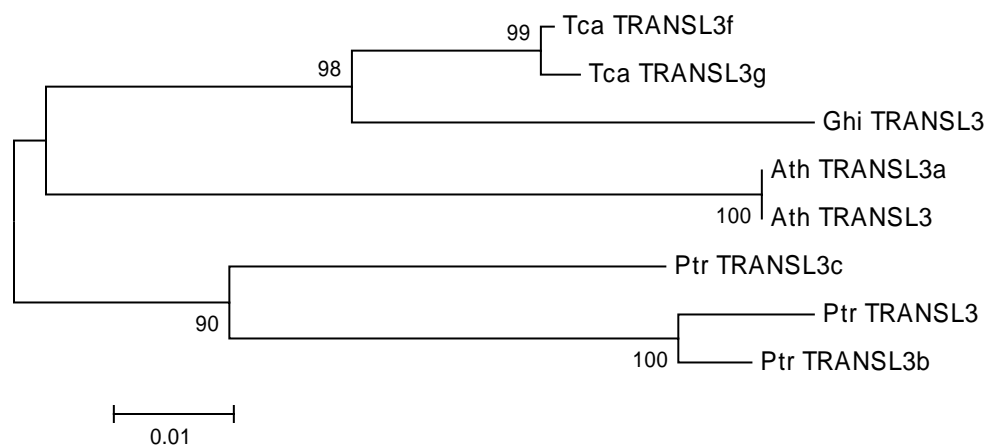 99
Tca TRANSL3f
98
Tca TRANSL3g
Ghi TRANSL3
Ath TRANSL3a
100
Ath TRANSL3
Ptr TRANSL3c
90
Ptr TRANSL3
100
Ptr TRANSL3b
0.01